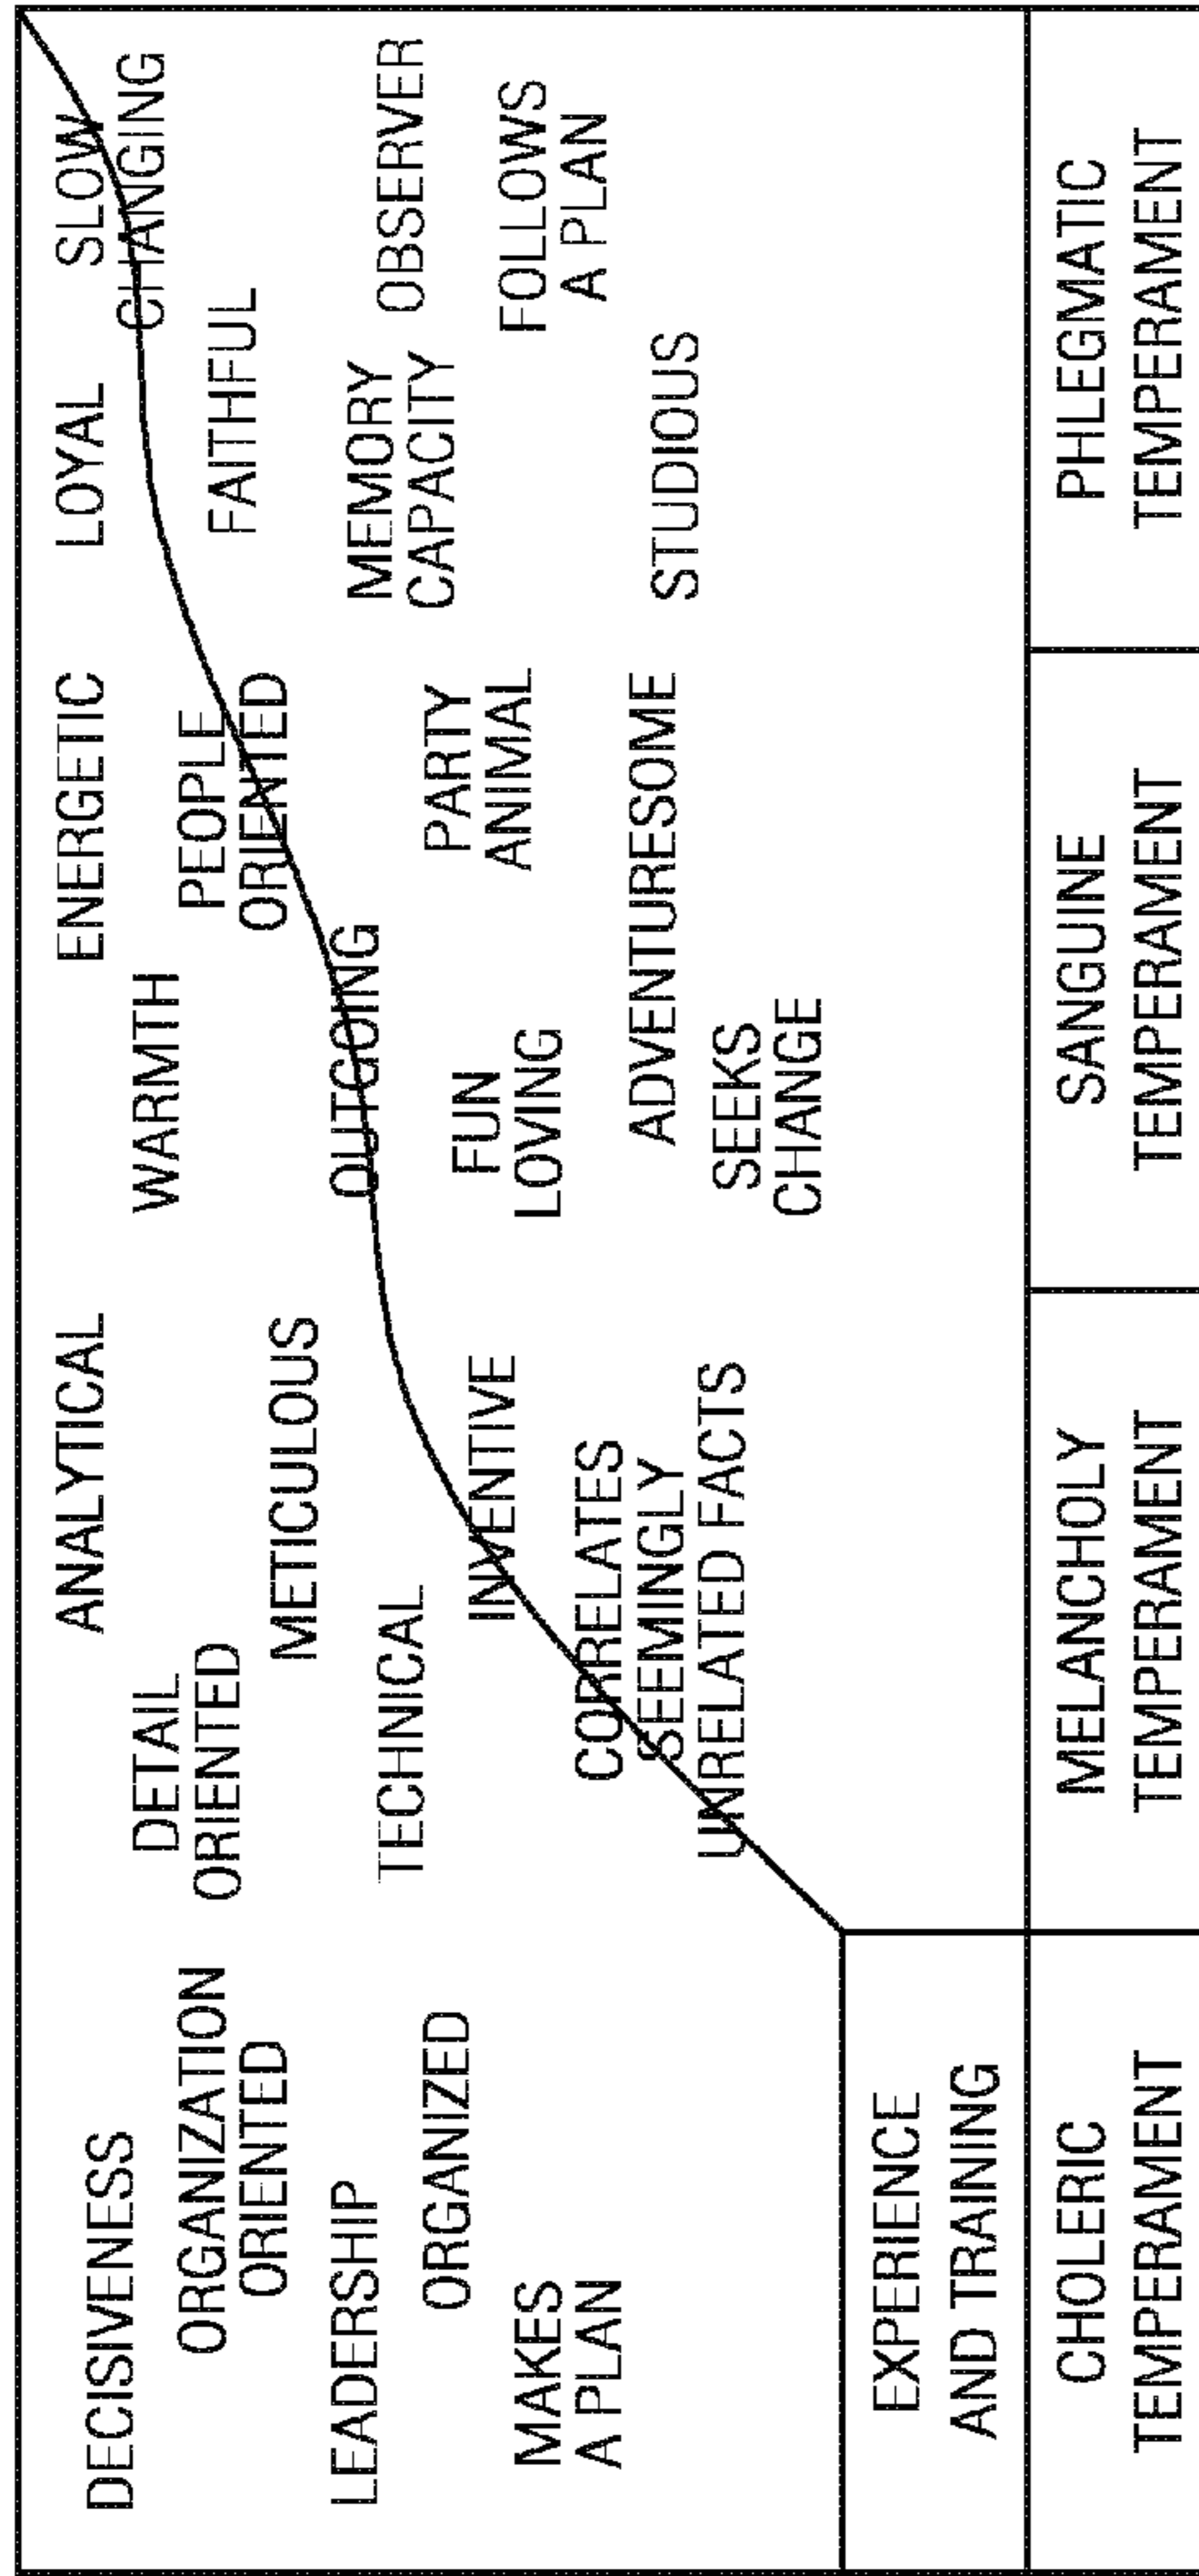 DECISIVENESS
ORGANIZATION
ORIENTED
LEADERSHIP
ORGANIZED
MAKES
A PLAN
EXPERIENCE
AND TRAINING
CHOLERIC
TEMPERAMENT
ANALYTICAL
DETAIL
ORIENTED
METICULOUS
TECHNICAL
INVENTIVE
CORRELATES
SEEMINGLY
UNRELATED FACTS
MELANCHOLY
TEMPERAMENT
ENERGETIC
WARMTH
PEOPLE
ORIENTED
OUTGOING
PARTY
ANIMAL
FUN
LOVING
ADVENTURESOME
SEEKS
CHANGE
SANGUINE
TEMPERAMENT
LOYAL
SLOW
CHANGING
FAITHFUL
MEMORY
CAPACITY
OBSERVER
FOLLOWS
A PLAN
STUDIOUS
PHLEGMATIC
TEMPERAMENT